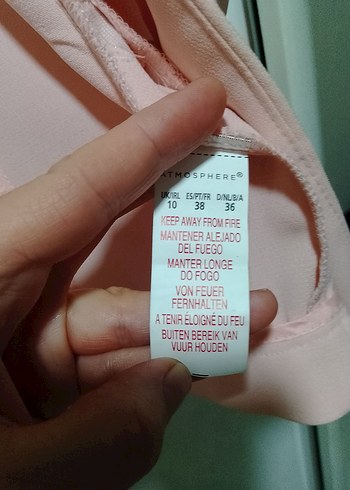 ATMOSPHERE®
UK/IRL ES/PT/FR D/NL/B/A
10 38 36
KEEP AWAY FROM FIRE
MANTENER ALEJADO
DEL FUEGO
MANTER LONGE
DO FOGO
VON FEUER
FERNHALTEN
A TENIR ÉLOIGNÉ DU FEU
BUITEN BEREIK VAN
VUUR HOUDEN